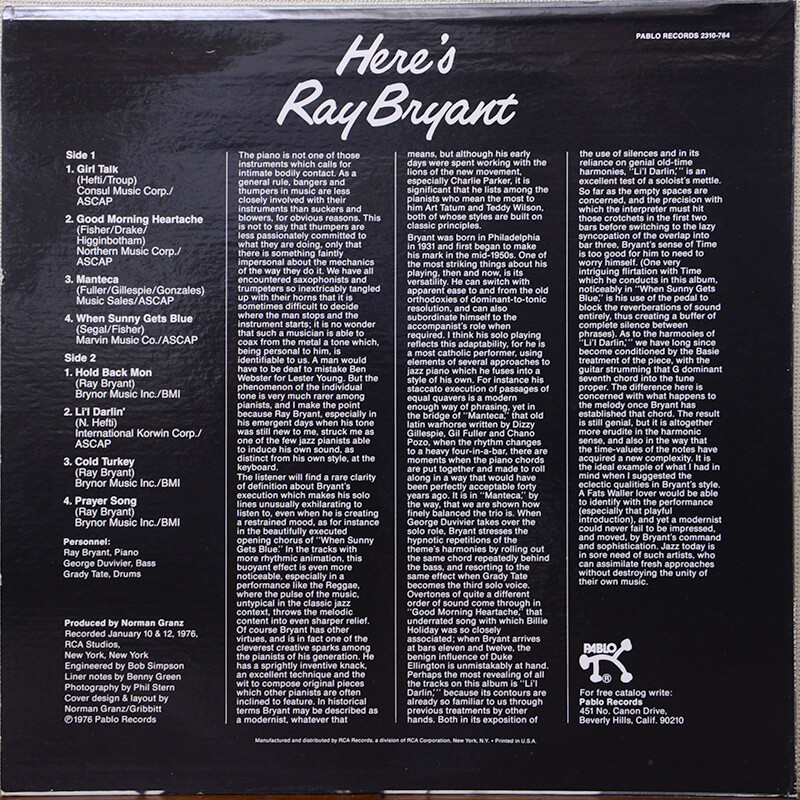 PABLO RECORDS 2310-764
Here's
Ray Bryant
Side 1
1. Girl Talk
(Hefti/Troup)
Consul Music Corp./
ASCAP
2. Good Morning Heartache
(Fisher/Drake/
Higginbotham)
Northern Music Corp./
ASCAP
3. Manteca
(Fuller/Gillespie/Gonzales)
Music Sales/ASCAP
4. When Sunny Gets Blue
(Segal/Fisher)
Marvin Music Co./ASCAP
Side 2
1. Hold Back Mon
(Ray Bryant)
Brynor Music Inc./BMI
2. Li'l Darlin'
(N. Hefti)
International Korwin Corp./
ASCAP
3. Cold Turkey
(Ray Bryant)
Brynor Music Inc./BMI
4. Prayer Song
(Ray Bryant)
Brynor Music Inc./BMI
Personnel:
Ray Bryant, Piano
George Duvivier, Bass
Grady Tate, Drums
Produced by Norman Granz
Recorded January 10 & 12, 1976,
RCA Studios,
New York, New York
Engineered by Bob Simpson
Liner notes by Benny Green
Photography by Phil Stern
Cover design & layout by
Norman Granz/Gribbitt
℗1976 Pablo Records
The piano is not one of those
instruments which calls for
intimate bodily contact. As a
general rule, bangers and
thumpers in music are less
closely involved with their
instruments than suckers and
blowers, for obvious reasons. This
is not to say that thumpers are
less passionately committed to
what they are doing, only that
there is something faintly
impersonal about the mechanics
of the way they do it. We have all
encountered saxophonists and
trumpeters so inextricably tangled
up with their horns that it is
sometimes difficult to decide
where the man stops and the
instrument starts; it is no wonder
that such a musician is able to
coax from the metal a tone which,
being personal to him, is
identifiable to us. A man would
have to be deaf to mistake Ben
Webster for Lester Young. But the
phenomenon of the individual
tone is very much rarer among
pianists, and I make the point
because Ray Bryant, especially in
his emergent days when his tone
was still new to me, struck me as
one of the few jazz pianists able
to induce his own sound, as
distinct from his own style, at the
keyboard.
The listener will find a rare clarity
of definition about Bryant's
execution which makes his solo
lines unusually exhilarating to
listen to, even when he is creating
a restrained mood, as for instance
in the beautifully executed
opening chorus of "When Sunny
Gets Blue." In the tracks with
more rhythmic animation, this
buoyant effect is even more
noticeable, especially in a
performance like the Reggae,
where the pulse of the music,
untypical in the classic jazz
context, throws the melodic
content into even sharper relief.
Of course Bryant has other
virtues, and is in fact one of the
cleverest creative sparks among
the pianists of his generation. He
has a sprightly inventive knack,
an excellent technique and the
wit to compose original pieces
which other pianists are often
inclined to feature. In historical
terms Bryant may be described as
a modernist, whatever that
means, but although his early
days were spent working with the
lions of the new movement,
especially Charlie Parker, it is
significant that he lists among the
pianists who mean the most to
him Art Tatum and Teddy Wilson,
both of whose styles are built on
classic principles.
Bryant was born in Philadelphia
in 1931 and first began to make
his mark in the mid-1950s. One of
the most striking things about his
playing, then and now, is its
versatility. He can switch with
apparent ease to and from the old
orthodoxies of dominant-to-tonic
resolution, and can also
subordinate himself to the
accompanist's role when
required. I think his solo playing
reflects this adaptability, for he is
a most catholic performer, using
elements of several approaches to
jazz piano which he fuses into a
style of his own. For instance his
staccato execution of passages of
equal quavers is a modern
enough way of phrasing, yet in
the bridge of "Manteca," that old
latin warhorse written by Dizzy
Gillespie, Gil Fuller and Chano
Pozo, when the rhythm changes
to a heavy four-in-a-bar, there are
moments when the piano chords
are put together and made to roll
along in a way that would have
been perfectly acceptable forty
years ago. It is in "Manteca," by
the way, that we are shown how
finely balanced the trio is. When
George Duvivier takes over the
solo role, Bryant stresses the
hypnotic repetitions of the
theme's harmonies by rolling out
the same chord repeatedly behind
the bass, and resorting to the
same effect when Grady Tate
becomes the third solo voice.
Overtones of quite a different
order of sound come through in
"Good Morning Heartache," that
underrated song with which Billie
Holiday was so closely
associated; when Bryant arrives
at bars eleven and twelve, the
benign influence of Duke
Ellington is unmistakably at hand.
Perhaps the most revealing of all
the tracks on this album is "Li'l
Darlin'," because its contours are
already so familiar to us through
previous treatments by other
hands. Both in its exposition of
the use of silences and in its
reliance on genial old-time
harmonies, "Li'l Darlin'," is an
excellent test of a soloist's mettle.
So far as the empty spaces are
concerned, and the precision with
which the interpreter must hit
those crotchets in the first two
bars before switching to the lazy
syncopation of the overlap into
bar three, Bryant's sense of Time
is too good for him to need to
worry himself. (One very
intriguing flirtation with Time
which he conducts in this album,
noticeably in "When Sunny Gets
Blue," is his use of the pedal to
block the reverberations of sound
entirely, thus creating a buffer of
complete silence between
phrases). As to the harmonies of
"Li'l Darlin'," we have long since
become conditioned by the Basie
treatment of the piece, with the
guitar strumming that G dominant
seventh chord into the tune
proper. The difference here is
concerned with what happens to
the melody once Bryant has
established that chord. The result
is still genial, but it is altogether
more erudite in the harmonic
sense, and also in the way that
the time-values of the notes have
acquired a new complexity. It is
the ideal example of what I had in
mind when I suggested the
eclectic qualities in Bryant's style.
A Fats Waller lover would be able
to identify with the performance
(especially that playful
introduction), and yet a modernist
could never fail to be impressed,
and moved, by Bryant's command
and sophistication. Jazz today is
in sore need of such artists, who
can assimilate fresh approaches
without destroying the unity of
their own music.
PABLO
®
For free catalog write:
Pablo Records
451 No. Canon Drive,
Beverly Hills, Calif. 90210
Manufactured and distributed by RCA Records, a division of RCA Corporation, New York, N.Y. • Printed in U.S.A.